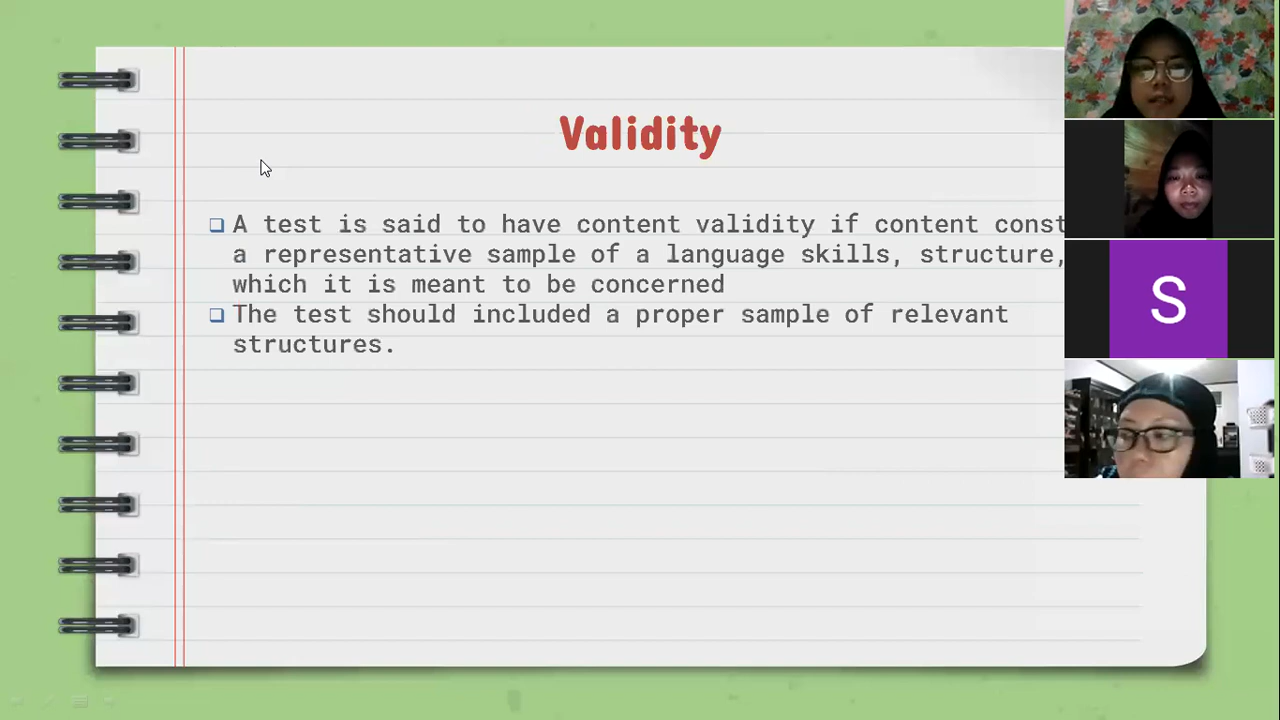 Validity
A test is said to have content validity if content
a representative sample of a language skills, structure,
which it is meant to be concerned
The test should included a proper sample of relevant
structures.
S